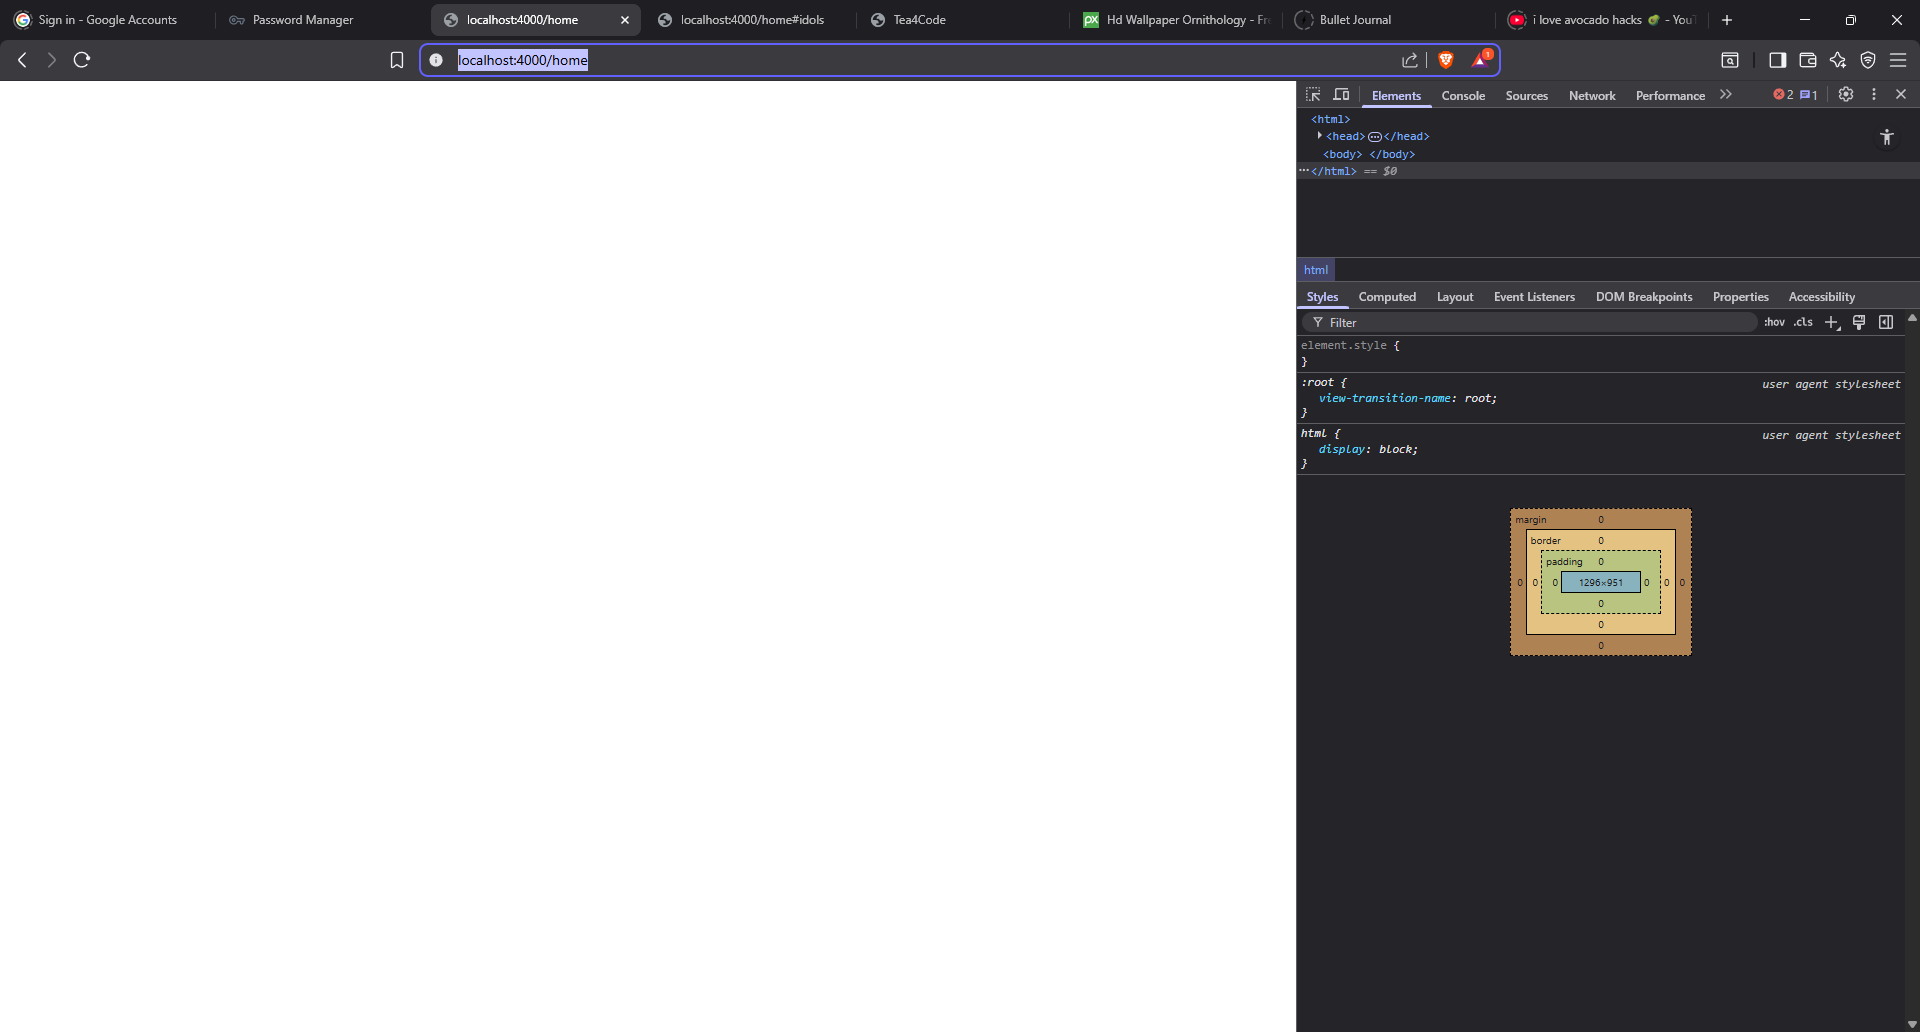 Sign in - Google Accounts
Password Manager
localhost:4000/home
localhost:4000/home#idols
Tea4Code
px
Hd Wallpaper Ornithology - Fr
Bullet Journal
i love avocado hacks 🥑 - YouT
localhost:4000/home
1
Elements
Console
Sources
Network
Performance
2
1
<html>
<head>
</head>
<body> </body>
</html> == $0
html
Styles
Computed
Layout
Event Listeners
DOM Breakpoints
Properties
Accessibility
Filter
:hov
.cls
element.style {
}
:root {
user agent stylesheet
view-transition-name: root;
}
html {
user agent stylesheet
display: block;
}
margin 0
border 0
padding 0
0 0 0 1296×951 0 0 0
0
0
0